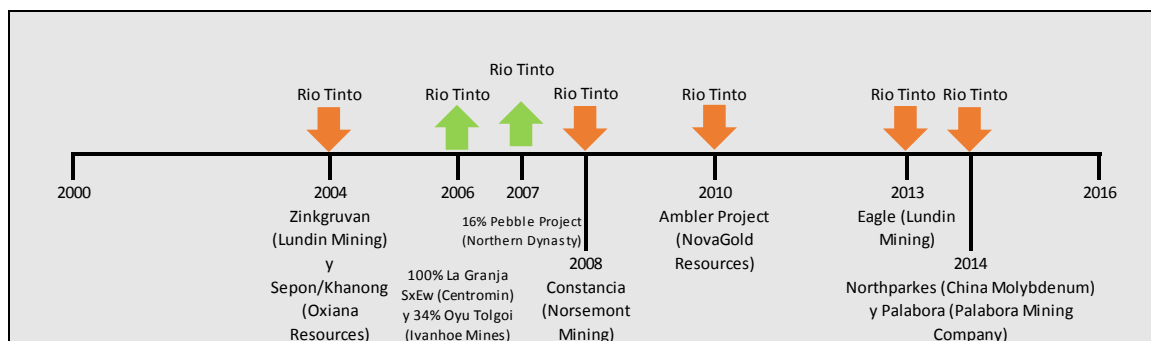 Rio Tinto
Rio Tinto
Rio Tinto
Rio Tinto
Rio Tinto
Rio Tinto
Rio Tinto
2000
2004
Zinkgruvan
(Lundin Mining)
y
Sepon/Khanong
(Oxiana
Resources)
2006
100% La Granja
SxEw (Centromin)
y 34% Oyu Tolgoi
(Ivanhoe Mines)
2007
16% Pebble Project
(Northern Dynasty)
2008
Constancia
(Norsemont
Mining)
2010
Ambler Project
(NovaGold
Resources)
2013
Eagle (Lundin
Mining)
2014
Northparkes (China Molybdenum)
y Palabora (Palabora Mining
Company)
2016